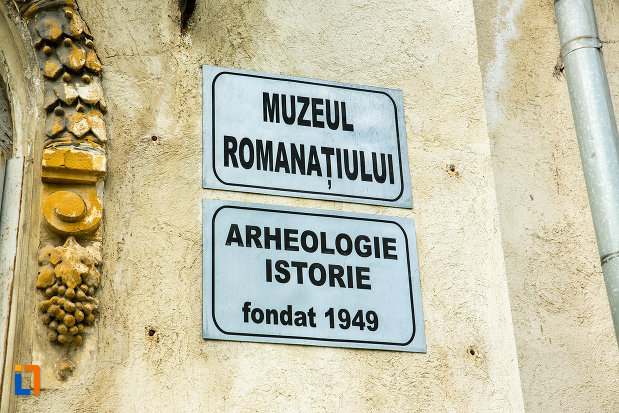 MUZEUL
ROMANAȚIULUI
ARHEOLOGIE
ISTORIE
fondat 1949